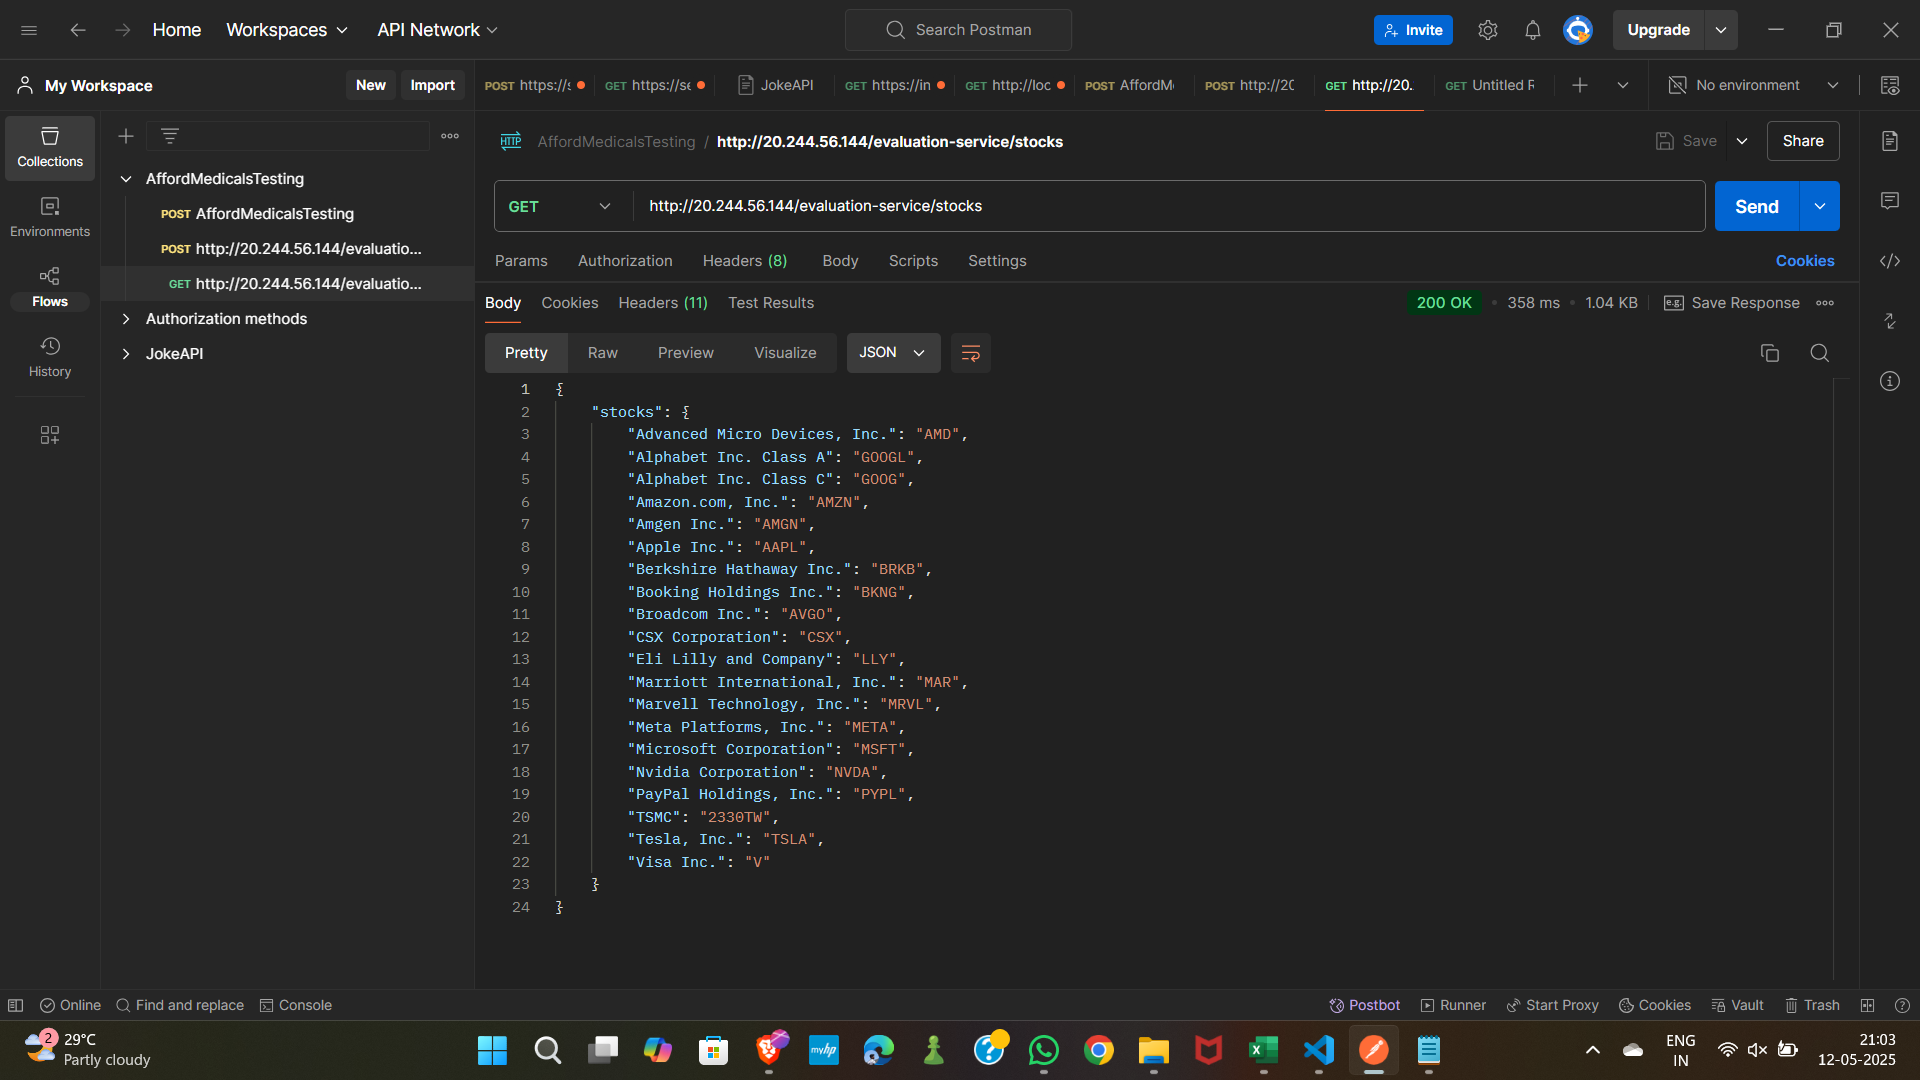 Home
Workspaces
API Network
Search Postman
Invite
Upgrade
My Workspace
New
Import
POST https://s
GET https://se
JokeAPI
GET https://in
GET http://loc
POST AffordMe
POST http://20
GET http://20.
GET Untitled R
No environment
Collections
Environments
Flows
History
AffordMedicalsTesting
POST AffordMedicalsTesting
POST http://20.244.56.144/evaluatio...
GET http://20.244.56.144/evaluatio...
Authorization methods
JokeAPI
HTTP AffordMedicalsTesting / http://20.244.56.144/evaluation-service/stocks
Save
Share
GET http://20.244.56.144/evaluation-service/stocks
Send
Params Authorization Headers (8) Body Scripts Settings
Cookies
Body Cookies Headers (11) Test Results
200 OK • 358 ms • 1.04 KB
e.g. Save Response
Pretty Raw Preview Visualize JSON
1 {
2 "stocks": {
3 "Advanced Micro Devices, Inc.": "AMD",
4 "Alphabet Inc. Class A": "GOOGL",
5 "Alphabet Inc. Class C": "GOOG",
6 "Amazon.com, Inc.": "AMZN",
7 "Amgen Inc.": "AMGN",
8 "Apple Inc.": "AAPL",
9 "Berkshire Hathaway Inc.": "BRKB",
10 "Booking Holdings Inc.": "BKNG",
11 "Broadcom Inc.": "AVGO",
12 "CSX Corporation": "CSX",
13 "Eli Lilly and Company": "LLY",
14 "Marriott International, Inc.": "MAR",
15 "Marvell Technology, Inc.": "MRVL",
16 "Meta Platforms, Inc.": "META",
17 "Microsoft Corporation": "MSFT",
18 "Nvidia Corporation": "NVDA",
19 "PayPal Holdings, Inc.": "PYPL",
20 "TSMC": "2330TW",
21 "Tesla, Inc.": "TSLA",
22 "Visa Inc.": "V"
23 }
24 }
Online
Find and replace
Console
Postbot
Runner
Start Proxy
Cookies
Vault
Trash
2
29°C
Partly cloudy
myhp
ENG
IN
21:03
12-05-2025